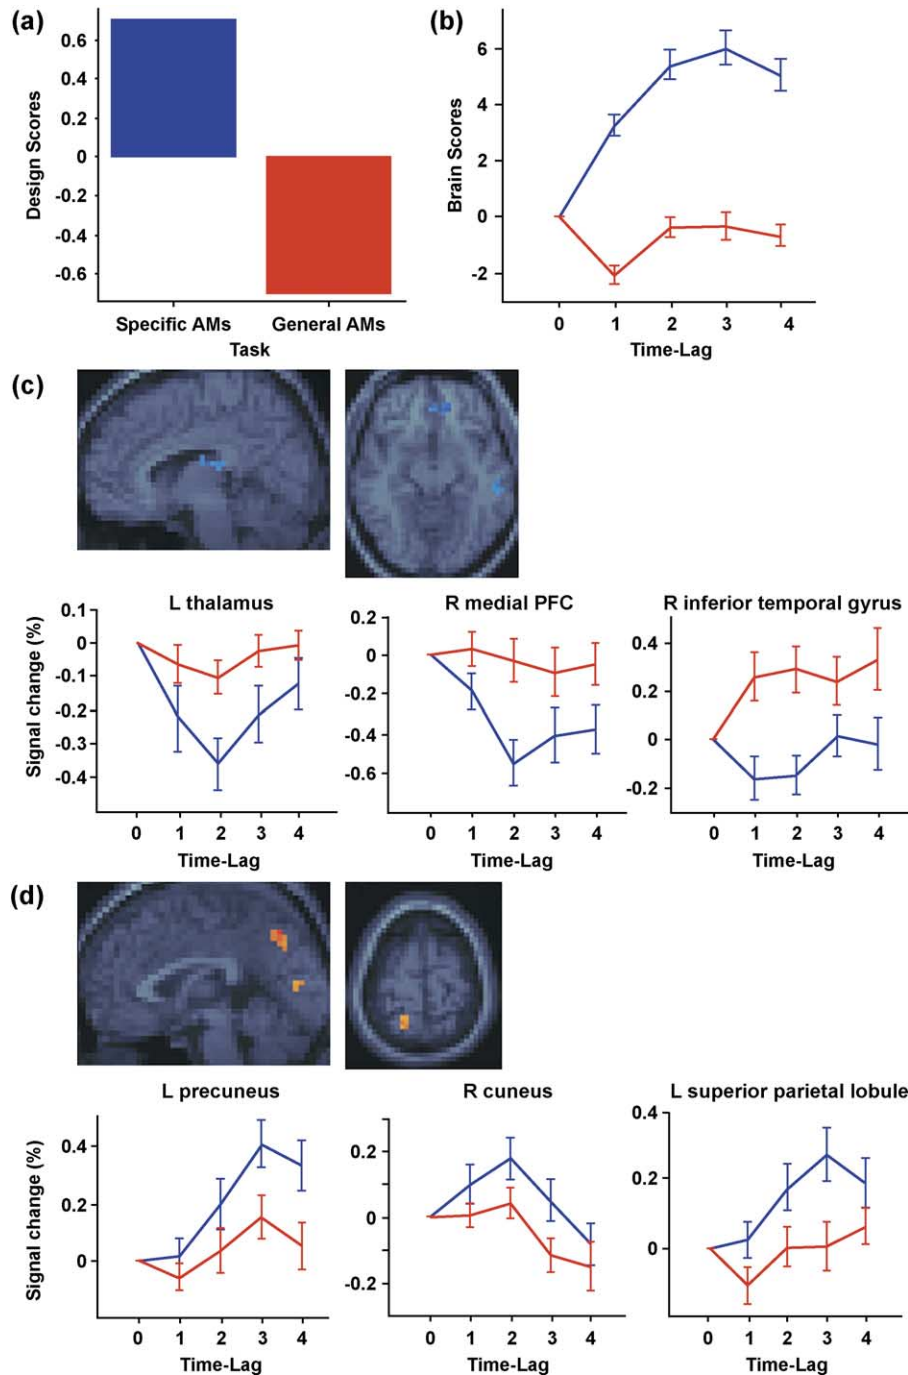 (a)
0.6
0.4
0.2
0
-0.2
-0.4
-0.6
Design Scores
Specific AMs General AMs
Task
(b)
6
4
2
0
-2
Brain Scores
0 1 2 3 4
Time-Lag
(c)
L thalamus
0.1
0
-0.1
-0.2
-0.3
-0.4
Signal change (%)
0 1 2 3 4
Time-Lag
R medial PFC
0.2
0
-0.2
-0.4
-0.6
0 1 2 3 4
Time-Lag
R inferior temporal gyrus
0.4
0.2
0
-0.2
0 1 2 3 4
Time-Lag
(d)
L precuneus
0.4
0.2
0
Signal change (%)
0 1 2 3 4
Time-Lag
R cuneus
0.2
0
-0.2
0 1 2 3 4
Time-Lag
L superior parietal lobule
0.4
0.2
0
0 1 2 3 4
Time-Lag